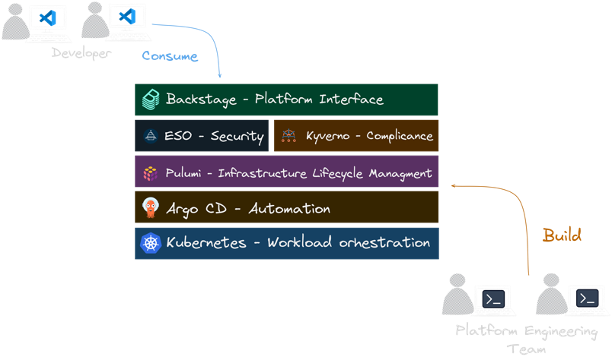 Developer
Consume
Backstage - Platform Interface
ESO - Security
Kyverno - Complicance
Pulumi - Infrastructure Lifecycle Managment
Argo CD - Automation
Kubernetes - Workload orhestration
Build
Platform Engineering
Team